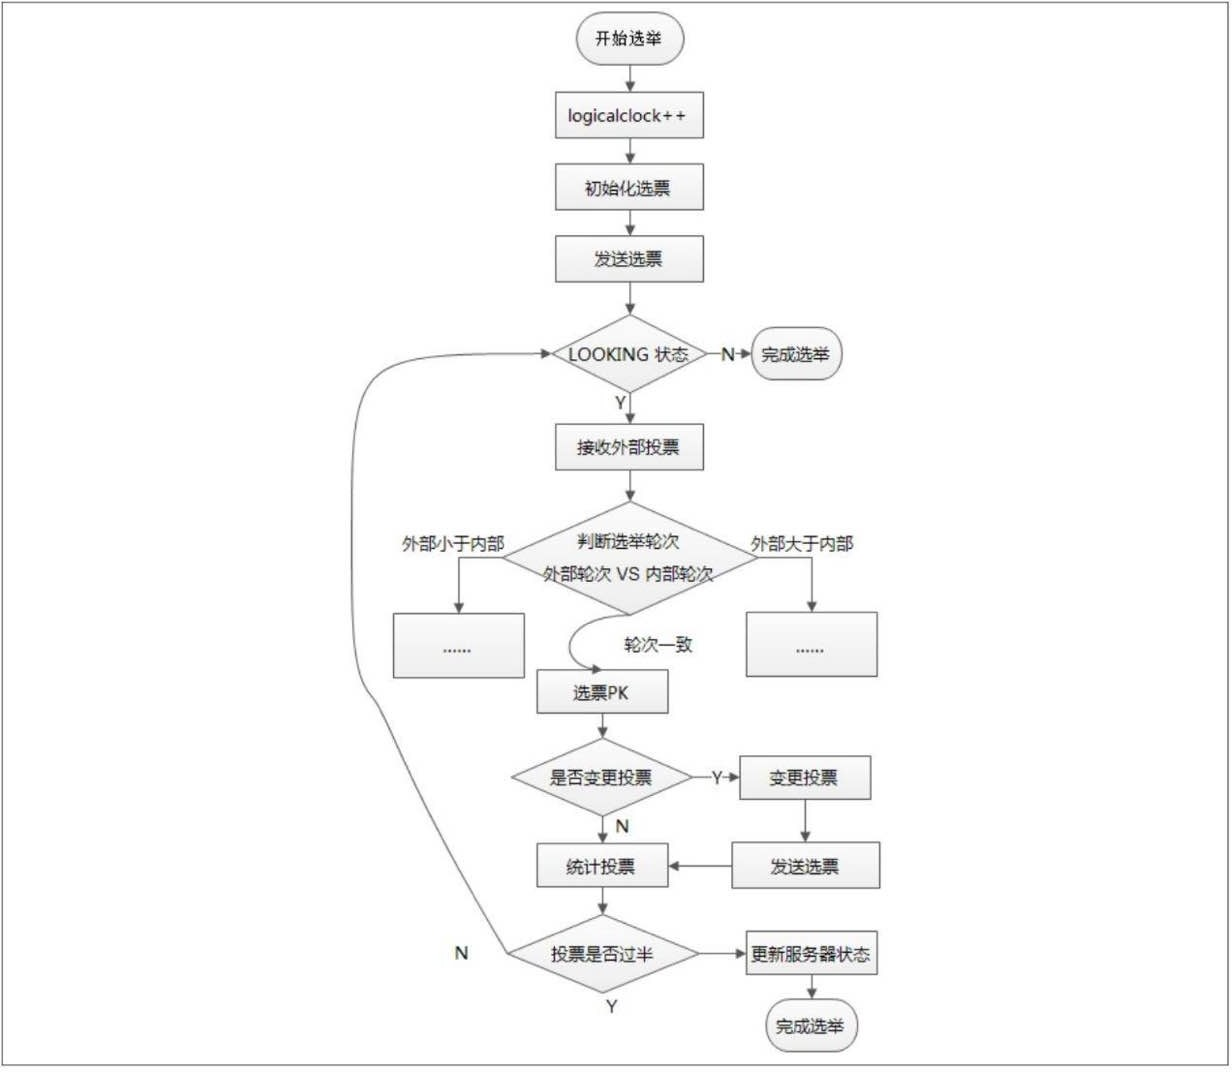 开始选举
logicalclock++
初始化选票
发送选票
LOOKING 状态
N
完成选举
Y
接收外部投票
外部小于内部
判断选举轮次
外部轮次 VS 内部轮次
外部大于内部
......
......
轮次一致
选票PK
是否变更投票
Y
变更投票
N
统计投票
发送选票
N
投票是否过半
更新服务器状态
Y
完成选举